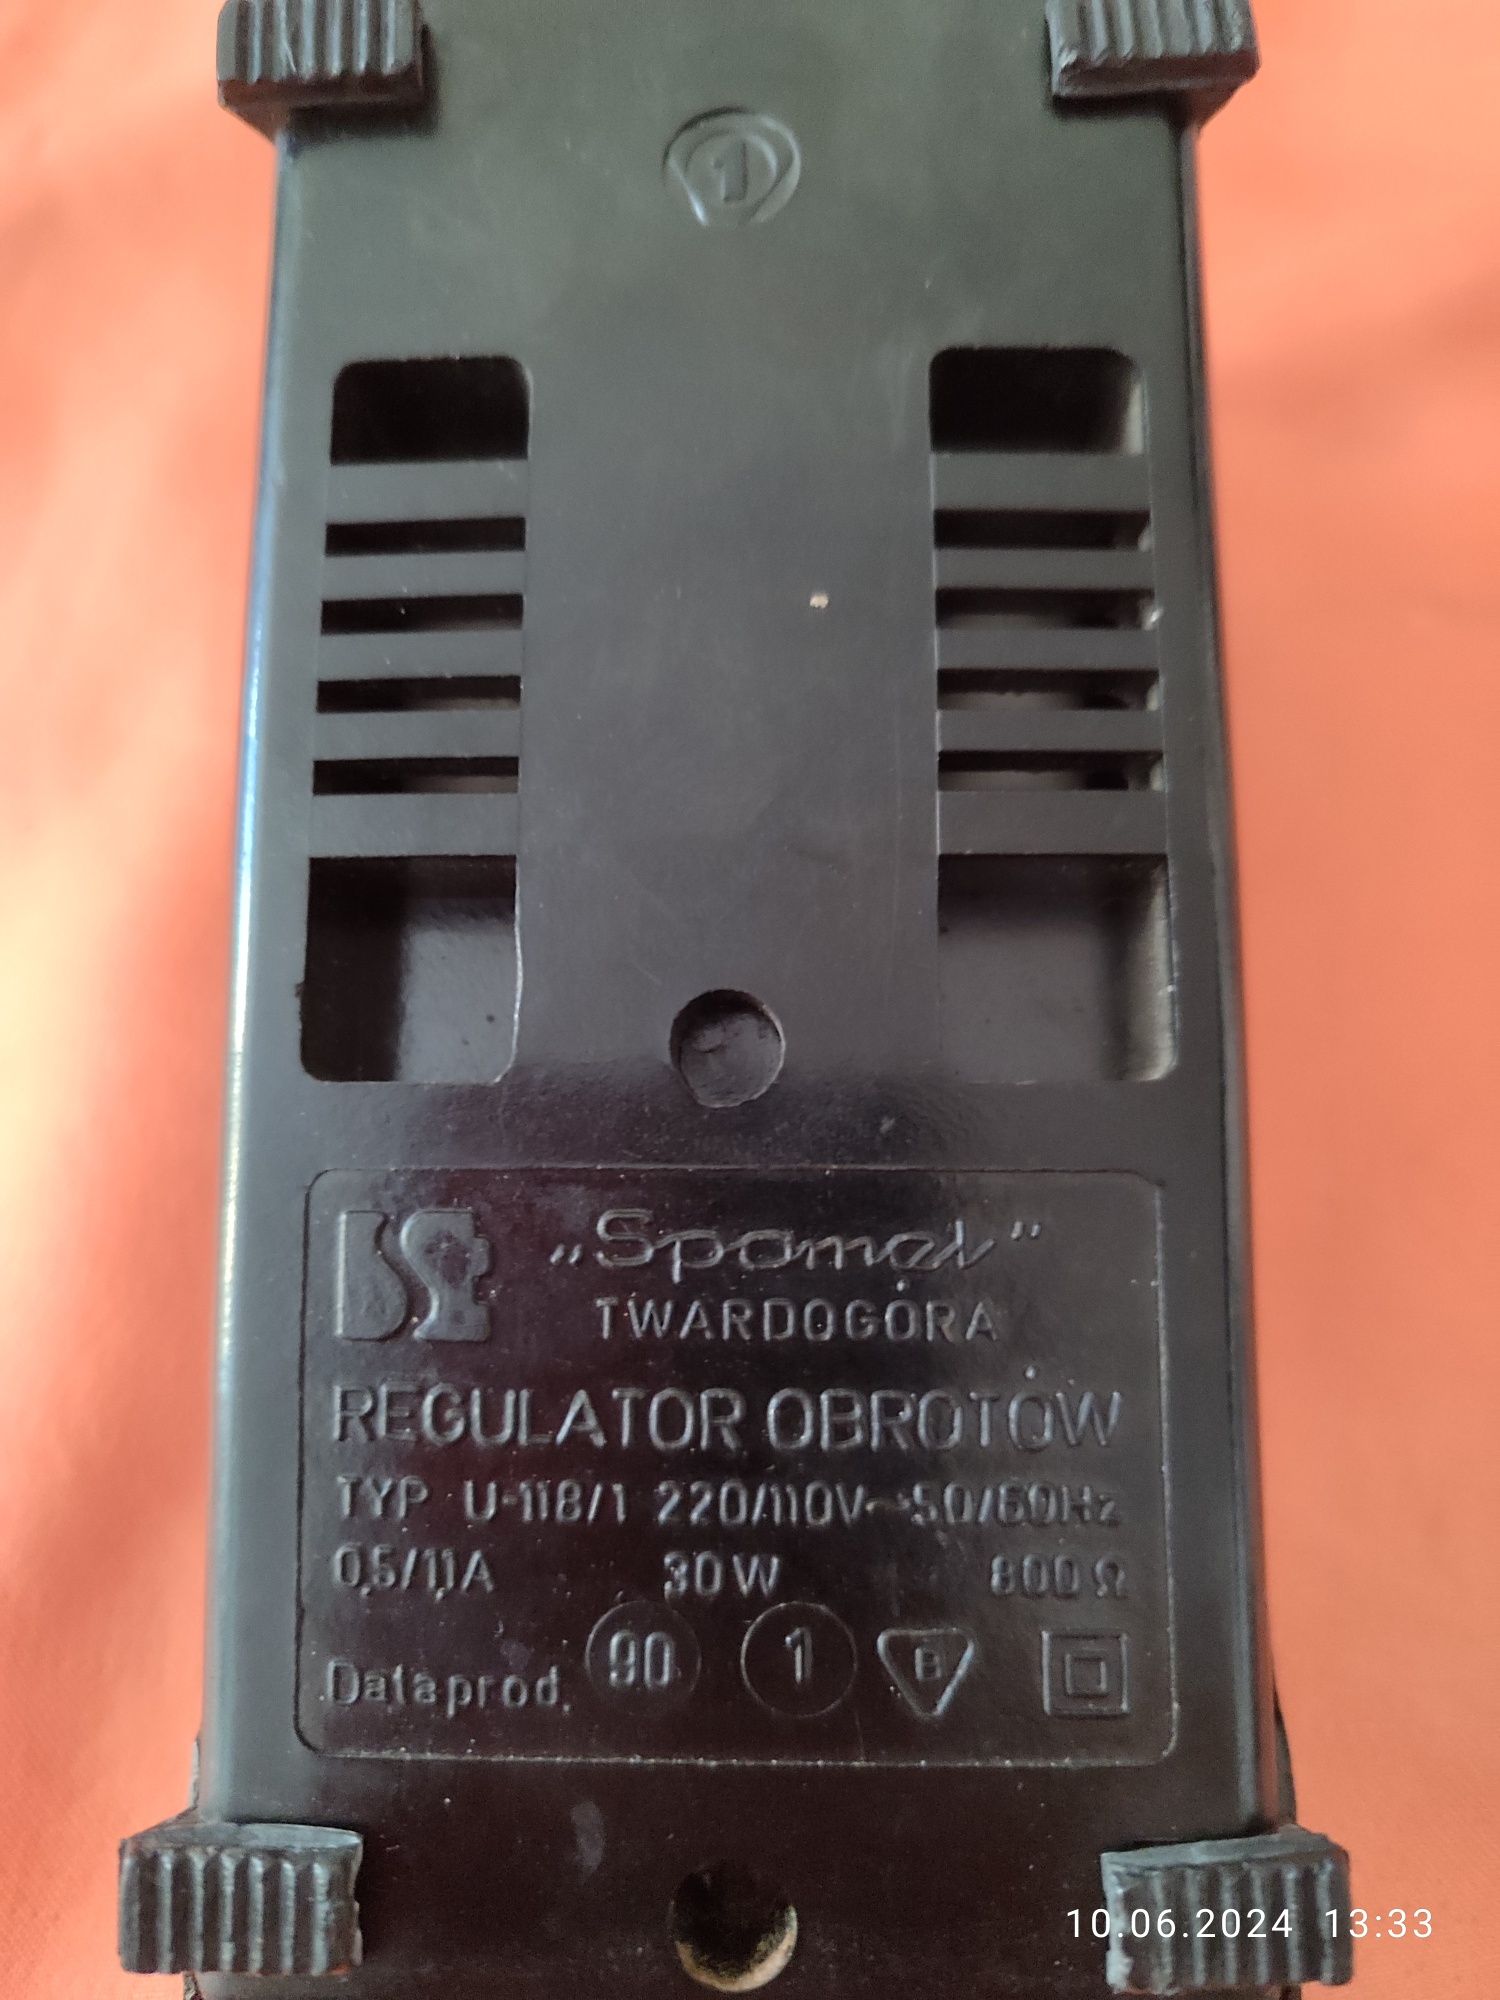 1
„Spamel”
TWARDOGÓRA
REGULATOR OBROTÓW
TYP U-118/1 220/110V~50/60Hz
0,5/1,1A 30W 800Ω
Data prod. 90 1 B
10.06.2024 13:33